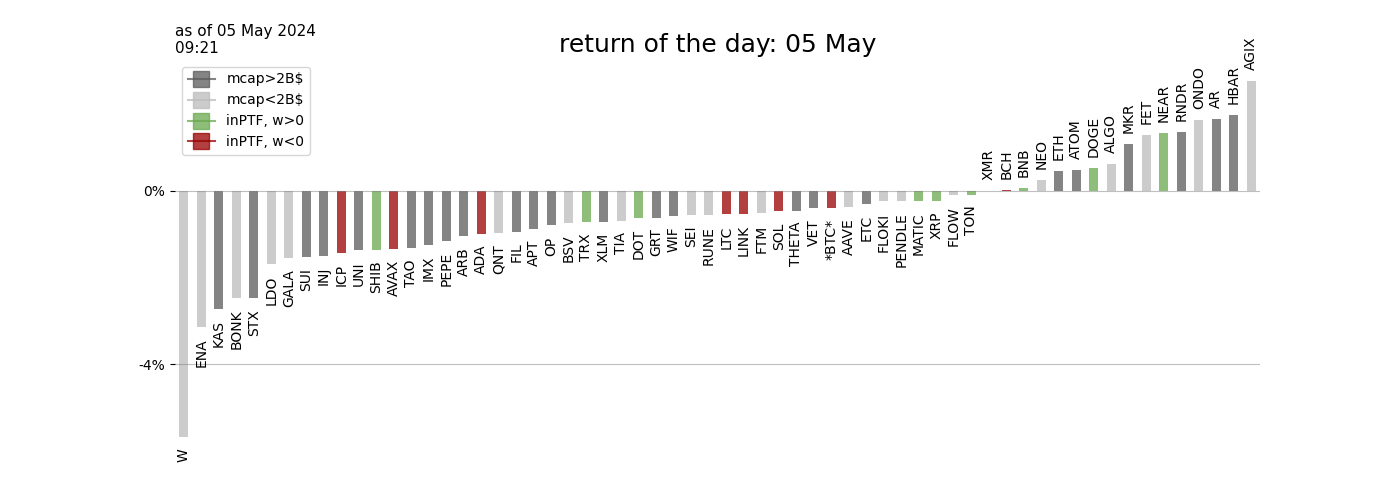 as of 05 May 2024
09:21
return of the day: 05 May
mcap>2B$
mcap<2B$
inPTF, w>0
inPTF, w<0
0%
-4%
W
ENA
KAS
BONK
STX
LDO
GALA
SUI
INJ
ICP
UNI
SHIB
AVAX
TAO
IMX
PEPE
ARB
ADA
QNT
FIL
APT
OP
BSV
TRX
XLM
TIA
DOT
GRT
WIF
SEI
RUNE
LTC
LINK
FTM
SOL
THETA
VET
*BTC*
AAVE
ETC
FLOKI
PENDLE
MATIC
XRP
FLOW
TON
XMR
BCH
BNB
NEO
ETH
ATOM
DOGE
ALGO
MKR
FET
NEAR
RNDR
ONDO
AR
HBAR
AGIX